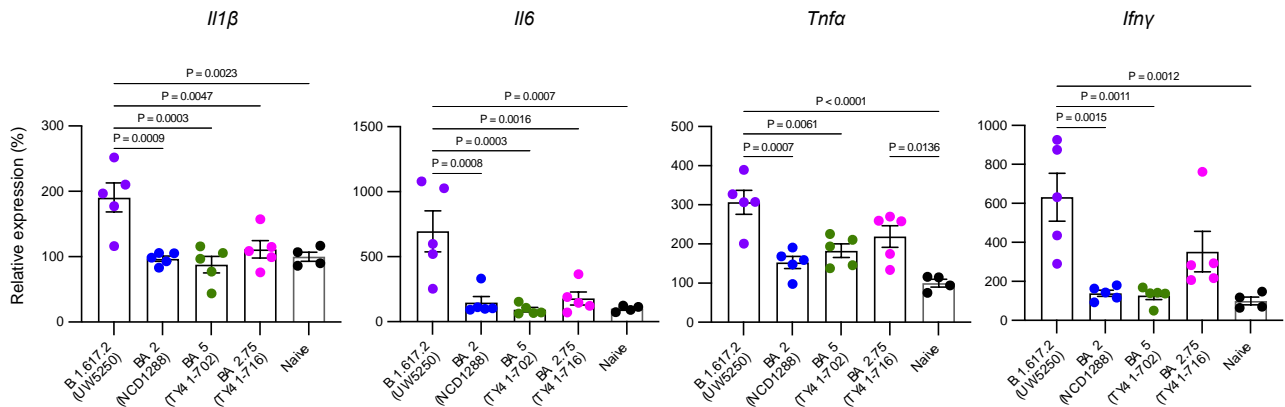 Il1β
P = 0.0023
P = 0.0047
P = 0.0003
P = 0.0009
Relative expression (%)
300
200
100
0
B.1.617.2
(UW5250)
BA.2
(NCD1288)
BA.5
(TY41-702)
BA.2.75
(TY41-716)
Naive
Il6
P = 0.0007
P = 0.0016
P = 0.0003
P = 0.0008
1500
1000
500
0
B.1.617.2
(UW5250)
BA.2
(NCD1288)
BA.5
(TY41-702)
BA.2.75
(TY41-716)
Naive
Tnfα
P < 0.0001
P = 0.0061
P = 0.0007
P = 0.0136
500
400
300
200
100
0
B.1.617.2
(UW5250)
BA.2
(NCD1288)
BA.5
(TY41-702)
BA.2.75
(TY41-716)
Naive
Ifnγ
P = 0.0012
P = 0.0011
P = 0.0015
1000
800
600
400
200
0
B.1.617.2
(UW5250)
BA.2
(NCD1288)
BA.5
(TY41-702)
BA.2.75
(TY41-716)
Naive